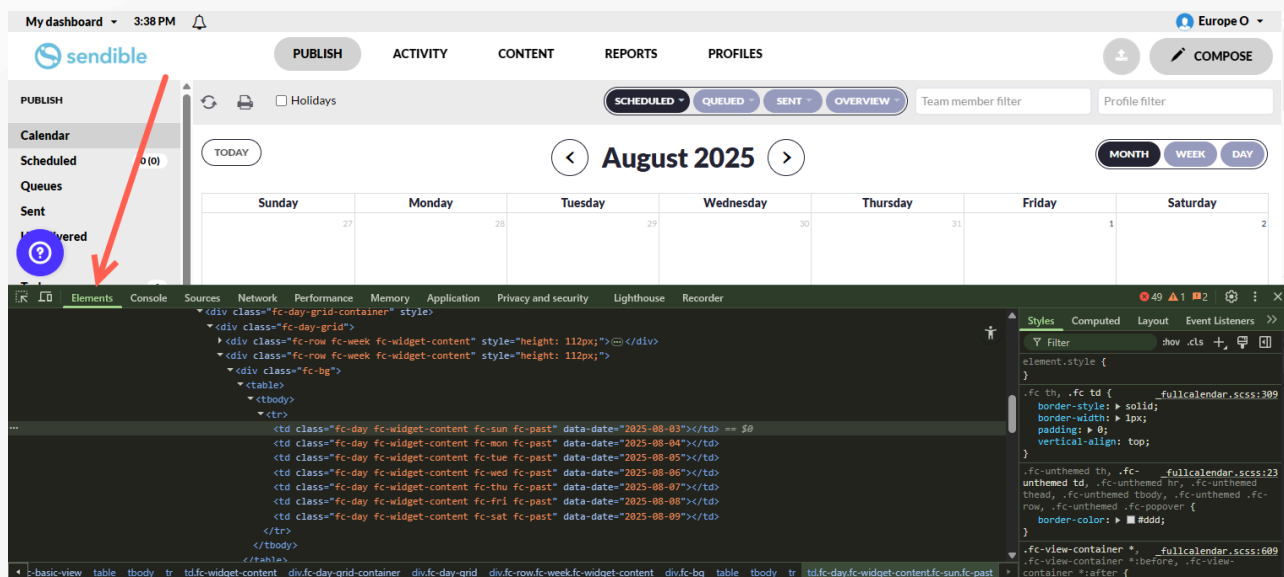 My dashboard 3:38 PM Europe O
sendible PUBLISH ACTIVITY CONTENT REPORTS PROFILES COMPOSE
PUBLISH Holidays SCHEDULED QUEUED SENT OVERVIEW Team member filter Profile filter
Calendar
Scheduled 0 (0) TODAY August 2025 MONTH WEEK DAY
Queues
Sent Sunday Monday Tuesday Wednesday Thursday Friday Saturday
27 28 29 30 31 1 2
Elements Console Sources Network Performance Memory Application Privacy and security Lighthouse Recorder 49 1 2
<div class="fc-day-grid-container" style>
<div class="fc-day-grid">
<div class="fc-row fc-week fc-widget-content" style="height: 112px;"></div>
<div class="fc-row fc-week fc-widget-content" style="height: 112px;">
<div class="fc-bg">
<table>
<tbody>
<tr>
<td class="fc-day fc-widget-content fc-sun fc-past" data-date="2025-08-03"></td> == $0
<td class="fc-day fc-widget-content fc-mon fc-past" data-date="2025-08-04"></td>
<td class="fc-day fc-widget-content fc-tue fc-past" data-date="2025-08-05"></td>
<td class="fc-day fc-widget-content fc-wed fc-past" data-date="2025-08-06"></td>
<td class="fc-day fc-widget-content fc-thu fc-past" data-date="2025-08-07"></td>
<td class="fc-day fc-widget-content fc-fri fc-past" data-date="2025-08-08"></td>
<td class="fc-day fc-widget-content fc-sat fc-past" data-date="2025-08-09"></td>
</tr>
</tbody>
</table>
c-basic-view table tbody tr td.fc-widget-content div.fc-day-grid-container div.fc-day-grid div.fc-row.fc-week.fc-widget-content div.fc-bg table tbody tr td.fc-day.fc-widget-content.fc-sun.fc-past
Styles Computed Layout Event Listeners
Filter :hov .cls
element.style {
}
.fc th, .fc td { _fullcalendar.scss:309
border-style: solid;
border-width: 1px;
padding: 0;
vertical-align: top;
}
.fc-unthemed th, .fc- _fullcalendar.scss:23
unthemed td, .fc-unthemed hr, .fc-unthemed
thead, .fc-unthemed tbody, .fc-unthemed .fc-
row, .fc-unthemed .fc-popover {
border-color: #ddd;
}
.fc-view-container *, _fullcalendar.scss:609
.fc-view-container *:before, .fc-view-
container *:after {